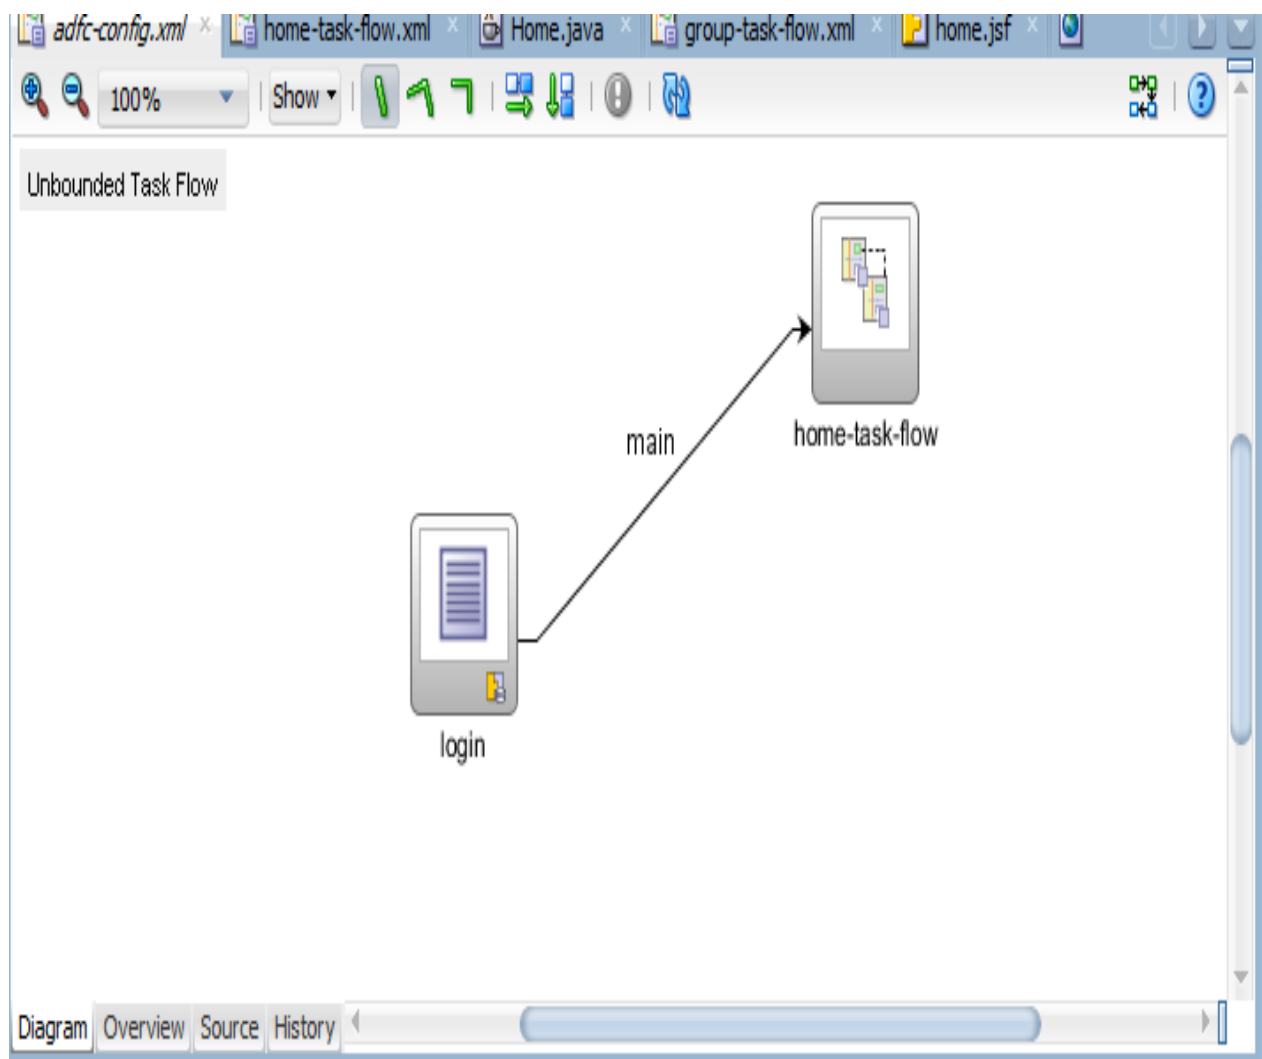 adfc-config.xml home-task-flow.xml Home.java group-task-flow.xml home.jsf
100% Show
Unbounded Task Flow
home-task-flow
main
login
Diagram Overview Source History